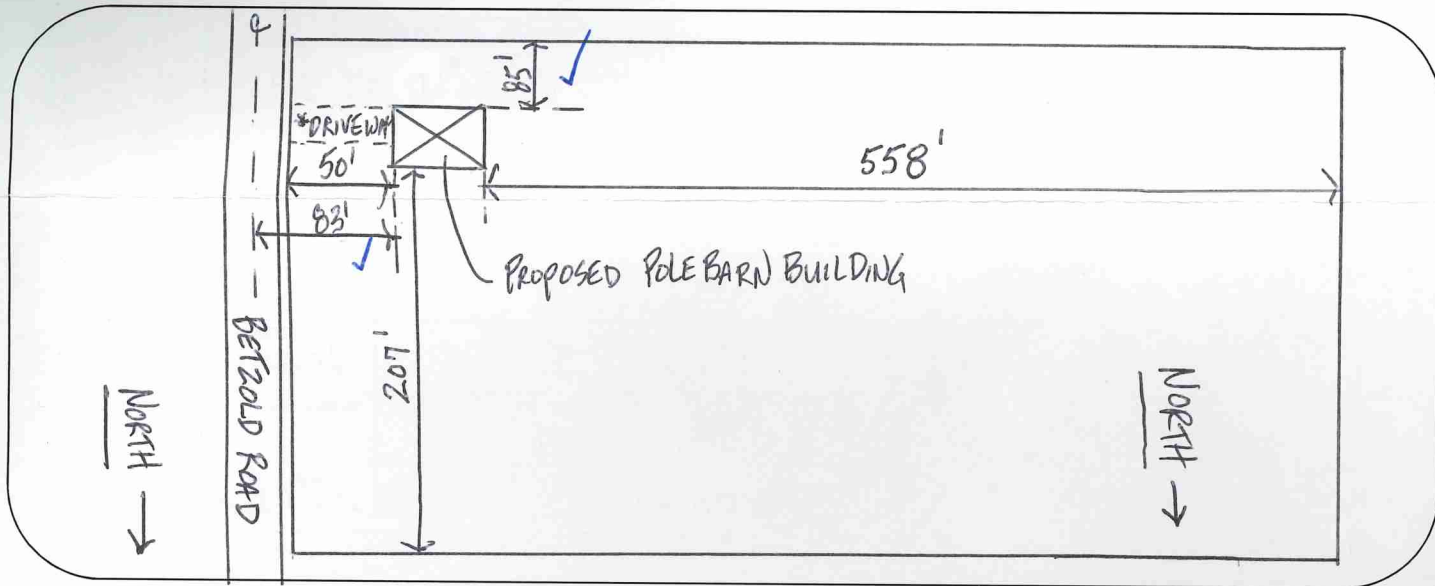 ℄
85'
*DRIVEWAY
50'
558'
83'
PROPOSED POLE BARN BUILDING
207'
BETZOLD ROAD
NORTH
NORTH